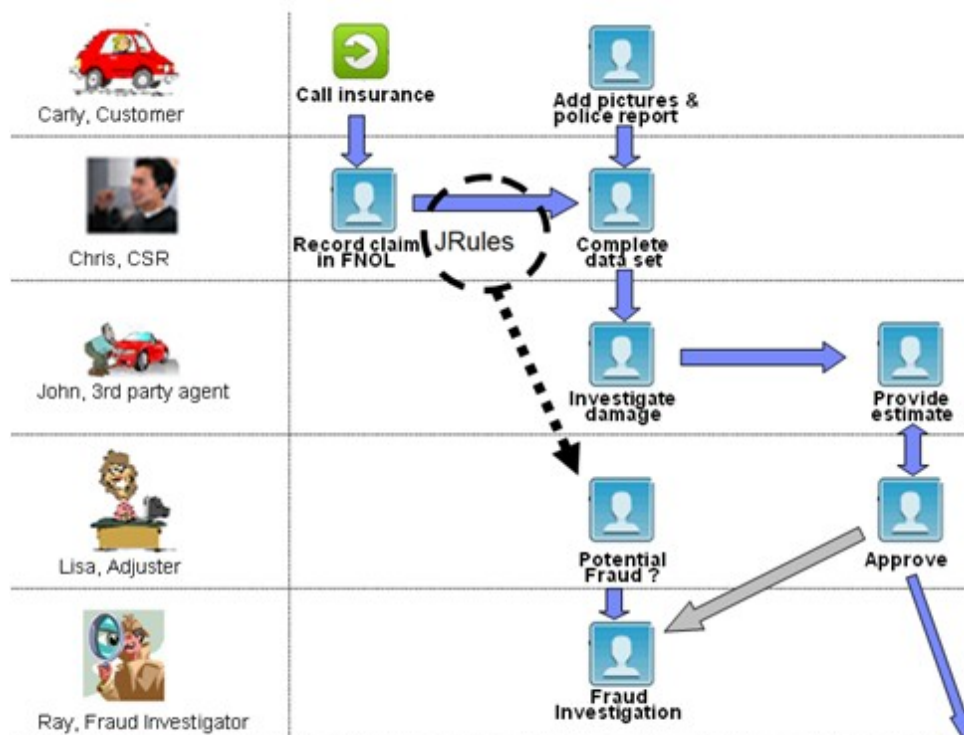 Call insurance
Add pictures &
police report
Carly, Customer
Record claim
in FNOL
JRules
Complete
data set
Chris, CSR
Investigate
damage
Provide
estimate
John, 3rd party agent
Potential
Fraud ?
Approve
Lisa, Adjuster
Fraud
Investigation
Ray, Fraud Investigator